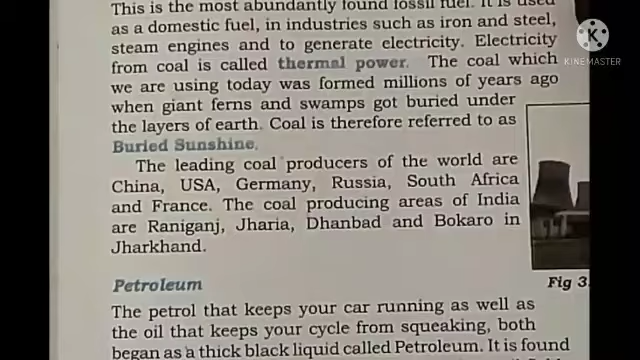 This is the most abundantly found fossil fuel. It is used
as a domestic fuel, in industries such as iron and steel,
steam engines and to generate electricity. Electricity
from coal is called thermal power. The coal which
we are using today was formed millions of years ago
when giant ferns and swamps got buried under
the layers of earth. Coal is therefore referred to as
Buried Sunshine.
The leading coal producers of the world are
China, USA, Germany, Russia, South Africa
and France. The coal producing areas of India
are Raniganj, Jharia, Dhanbad and Bokaro in
Jharkhand.
Petroleum
The petrol that keeps your car running as well as
the oil that keeps your cycle from squeaking, both
began as a thick black liquid called Petroleum. It is found
Fig 3.
K
KINEMASTER